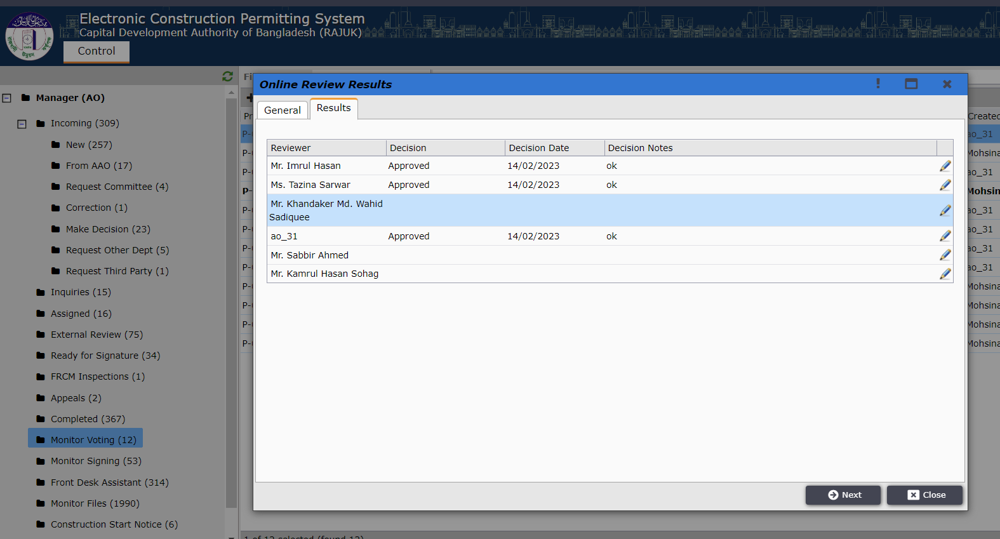 Electronic Construction Permitting System
Capital Development Authority of Bangladesh (RAJUK)
Control
Manager (AO)
Incoming (309)
New (257)
From AAO (17)
Request Committee (4)
Correction (1)
Make Decision (23)
Request Other Dept (5)
Request Third Party (1)
Inquiries (15)
Assigned (16)
External Review (75)
Ready for Signature (34)
FRCM Inspections (1)
Appeals (2)
Completed (367)
Monitor Voting (12)
Monitor Signing (53)
Front Desk Assistant (314)
Monitor Files (1990)
Construction Start Notice (6)
Online Review Results
General Results
Reviewer Decision Decision Date Decision Notes
Mr. Imrul Hasan Approved 14/02/2023 ok
Ms. Tazina Sarwar Approved 14/02/2023 ok
Mr. Khandaker Md. Wahid
Sadiquee
ao_31 Approved 14/02/2023 ok
Mr. Sabbir Ahmed
Mr. Kamrul Hasan Sohag
Next Close
Created
ao_31
Mohsina
ao_31
Mohsin
ao_31
ao_31
ao_31
ao_31
Mohsina
Mohsina
Mohsina
Mohsina
1 of 12 selected (found 12)